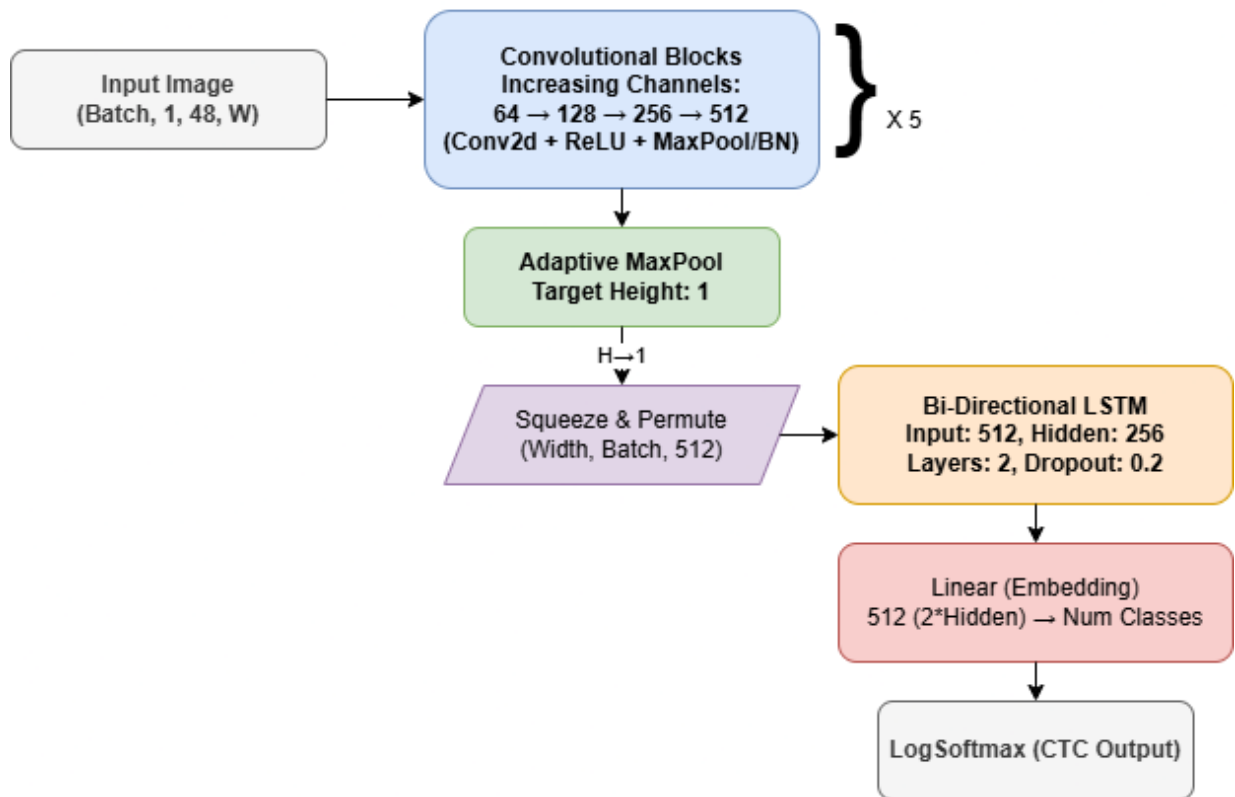 Input Image
(Batch, 1, 48, W)
Convolutional Blocks
Increasing Channels:
64 → 128 → 256 → 512
(Conv2d + ReLU + MaxPool/BN)
}
X 5
Adaptive MaxPool
Target Height: 1
H→1
Squeeze & Permute
(Width, Batch, 512)
Bi-Directional LSTM
Input: 512, Hidden: 256
Layers: 2, Dropout: 0.2
Linear (Embedding)
512 (2*Hidden) → Num Classes
LogSoftmax (CTC Output)